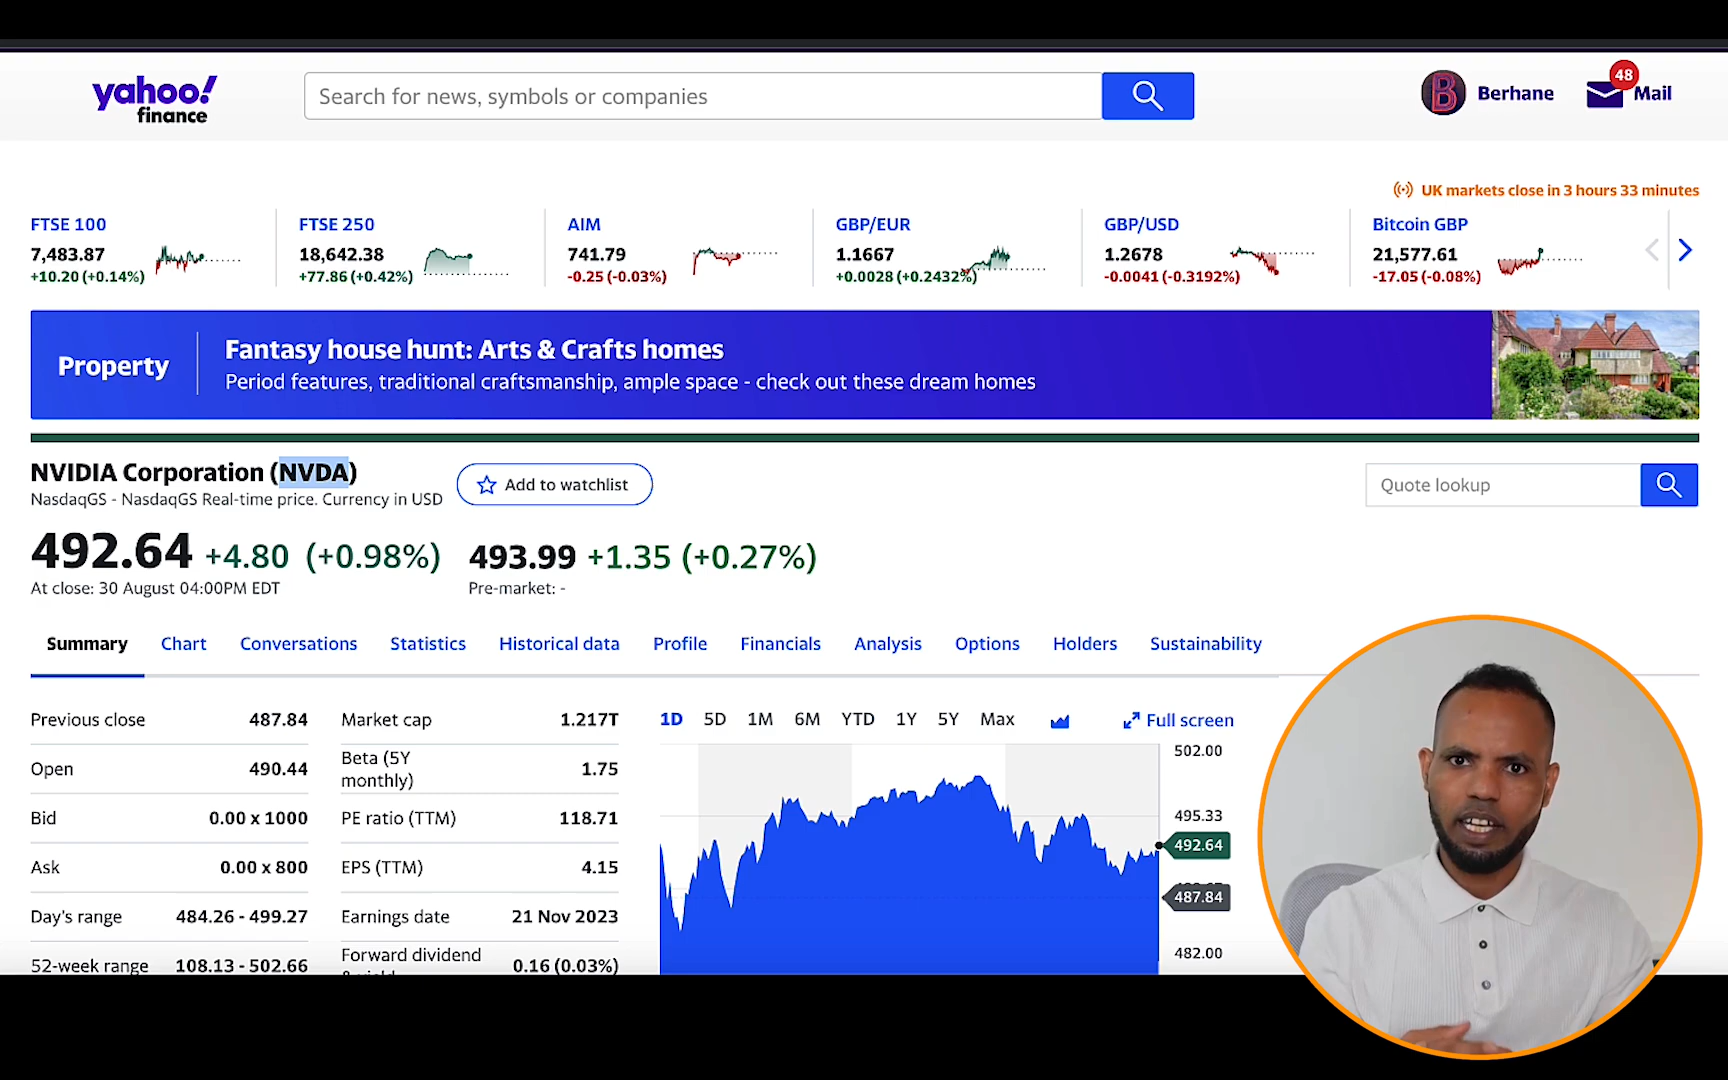 yahoo!
finance
Search for news, symbols or companies
B
Berhane
48
Mail
UK markets close in 3 hours 33 minutes
FTSE 100
7,483.87
+10.20 (+0.14%)
FTSE 250
18,642.38
+77.86 (+0.42%)
AIM
741.79
-0.25 (-0.03%)
GBP/EUR
1.1667
+0.0028 (+0.2432%)
GBP/USD
1.2678
-0.0041 (-0.3192%)
Bitcoin GBP
21,577.61
-17.05 (-0.08%)
Property
Fantasy house hunt: Arts & Crafts homes
Period features, traditional craftsmanship, ample space - check out these dream homes
NVIDIA Corporation (NVDA)
NasdaqGS - NasdaqGS Real-time price. Currency in USD
Add to watchlist
Quote lookup
492.64 +4.80 (+0.98%)
At close: 30 August 04:00PM EDT
493.99 +1.35 (+0.27%)
Pre-market: -
Summary Chart Conversations Statistics Historical data Profile Financials Analysis Options Holders Sustainability
Previous close 487.84
Open 490.44
Bid 0.00 x 1000
Ask 0.00 x 800
Day's range 484.26 - 499.27
52-week range 108.13 - 502.66
Market cap 1.217T
Beta (5Y
monthly) 1.75
PE ratio (TTM) 118.71
EPS (TTM) 4.15
Earnings date 21 Nov 2023
Forward dividend
0.16 (0.03%)
1D 5D 1M 6M YTD 1Y 5Y Max
Full screen
502.00
495.33
492.64
487.84
482.00